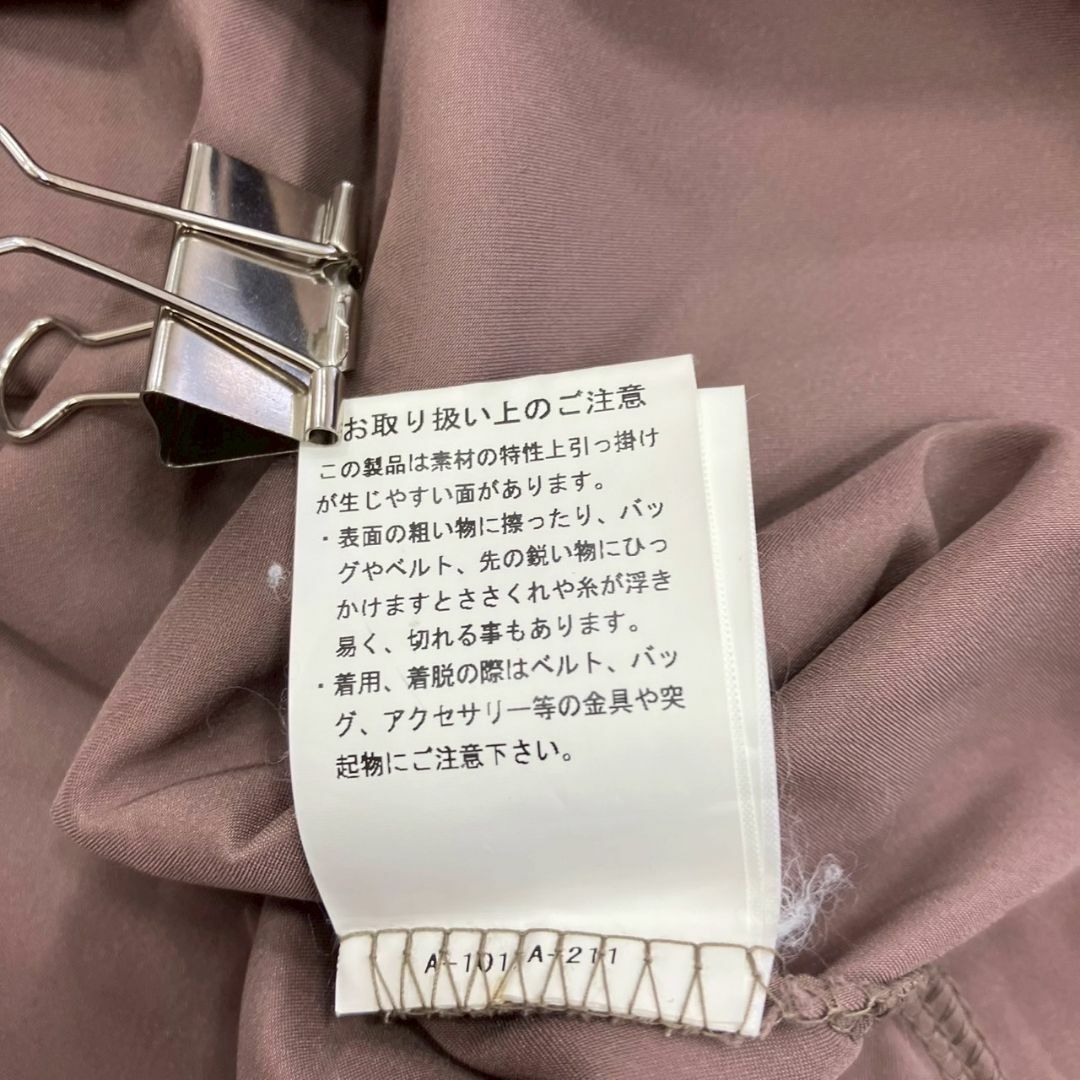 お取り扱い上のご注意
この製品は素材の特性上引っ掛け
が生じやすい面があります。
・表面の粗い物に擦ったり、バッ
グやベルト、先の鋭い物にひっ
かけますとささくれや糸が浮き
易く、切れる事もあります。
・着用、着脱の際はベルト、バッ
グ、アクセサリー等の金具や突
起物にご注意下さい。
A-101 A-211